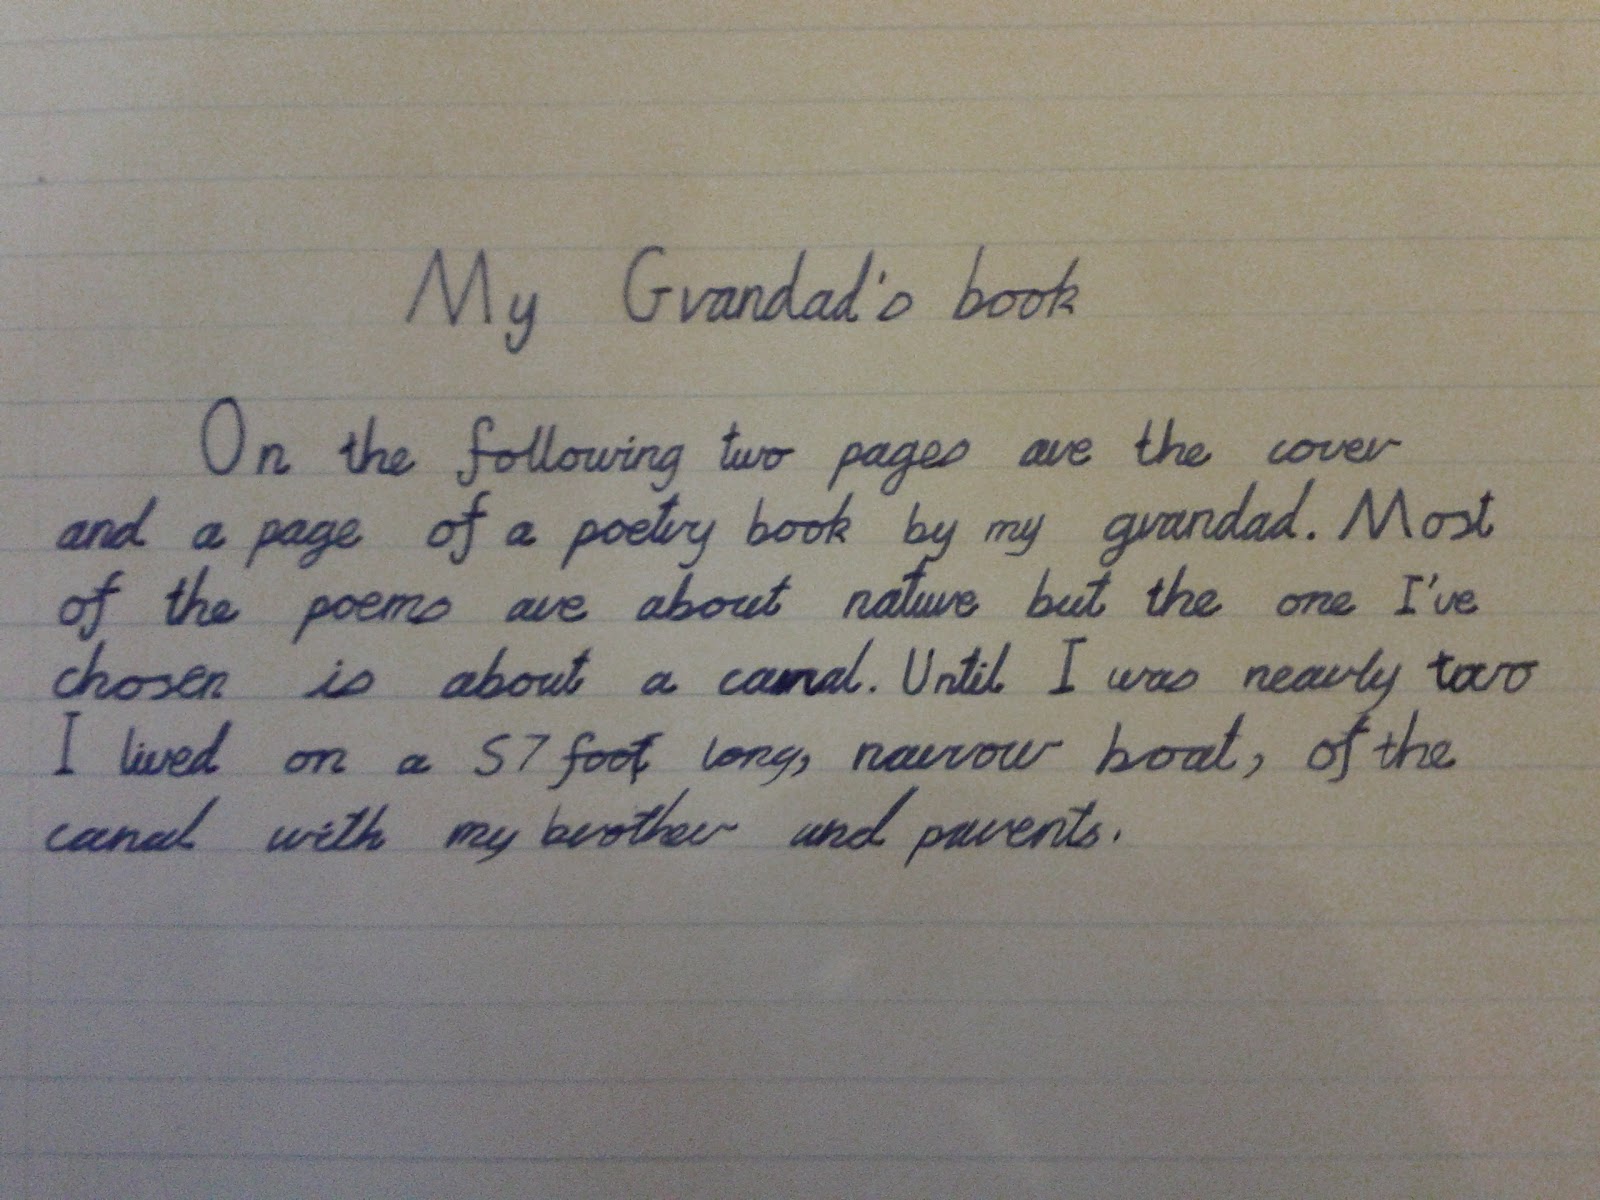 My Grandad's book
On the following two pages are the cover
and a page of a poetry book by my grandad. Most
of the poems are about nature but the one I've
chosen is about a canal. Until I was nearly two
I lived on a 57 foot long, narrow boat, of the
canal with my brother and parents.